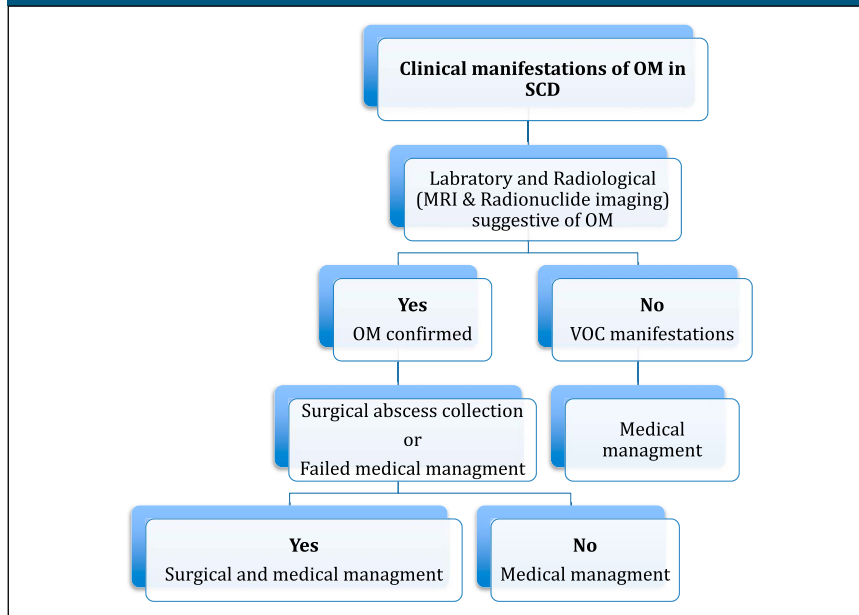 Clinical manifestations of OM in
SCD
Labratory and Radiological
(MRI & Radionuclide imaging)
suggestive of OM
Yes
OM confirmed
No
VOC manifestations
Surgical abscess collection
or
Failed medical managment
Medical
managment
Yes
Surgical and medical managment
No
Medical managment